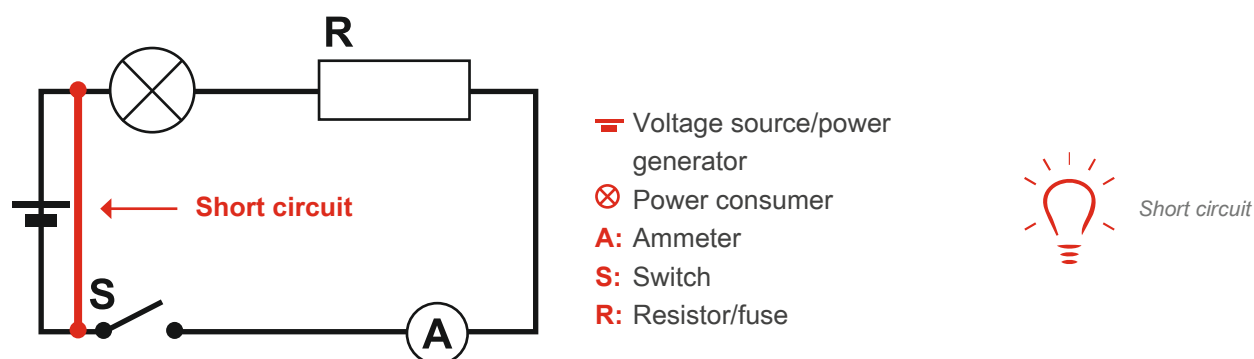 R
Short circuit
S
A
Voltage source/power
generator
Power consumer
A: Ammeter
S: Switch
R: Resistor/fuse
Short circuit